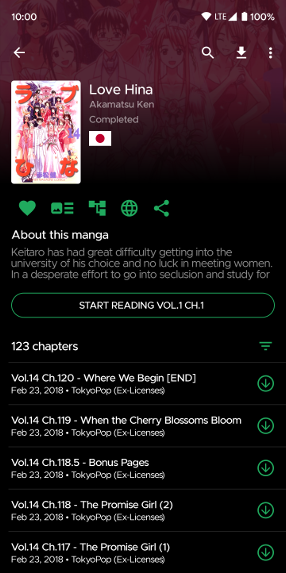 10:00
LTE
100%
ラブ
ひな
Love Hina
Akamatsu Ken
Completed
About this manga
Keitaro has had great difficulty getting into the
university of his choice and no luck in meeting women.
In a desperate effort to go into seclusion and study for
START READING VOL.1 CH.1
123 chapters
Vol.14 Ch.120 - Where We Begin [END]
Feb 23, 2018 • TokyoPop (Ex-Licenses)
Vol.14 Ch.119 - When the Cherry Blossoms Bloom
Feb 23, 2018 • TokyoPop (Ex-Licenses)
Vol.14 Ch.118.5 - Bonus Pages
Feb 23, 2018 • TokyoPop (Ex-Licenses)
Vol.14 Ch.118 - The Promise Girl (2)
Feb 23, 2018 • TokyoPop (Ex-Licenses)
Vol.14 Ch.117 - The Promise Girl (1)
Feb 23, 2018 • TokyoPop (Ex-Licenses)